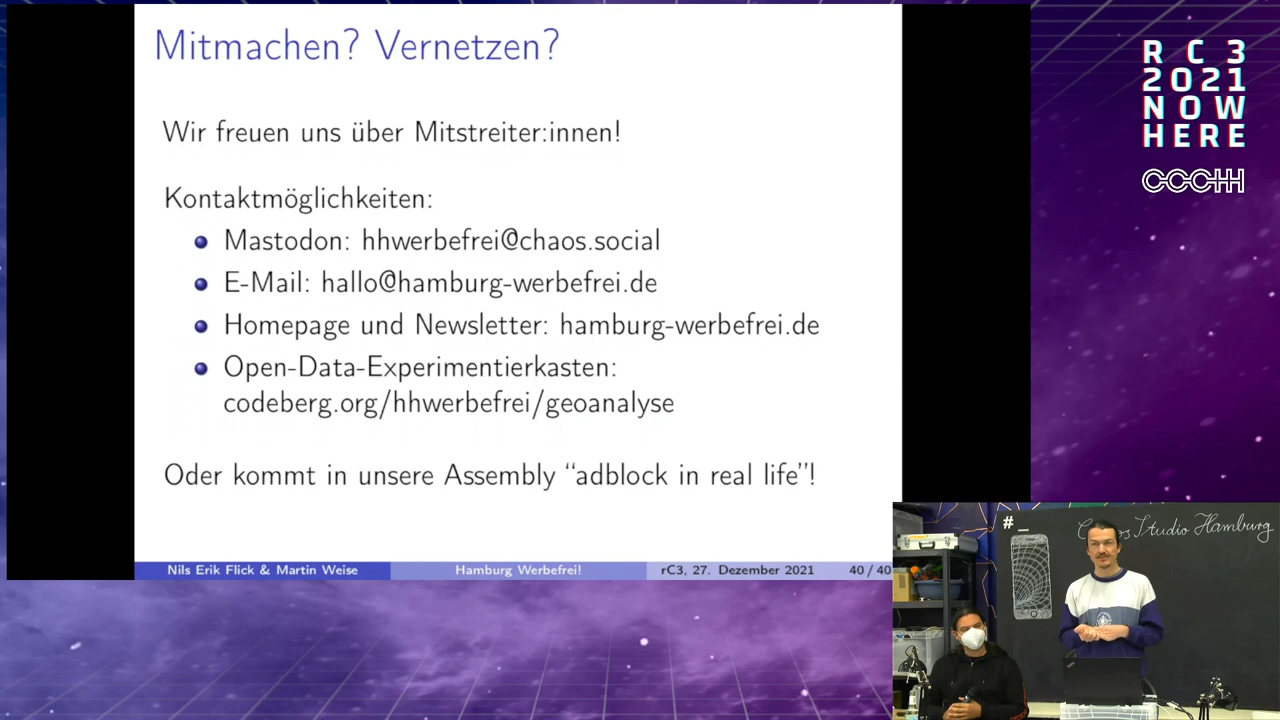 Mitmachen? Vernetzen?
Wir freuen uns über Mitstreiter:innen!
Kontaktmöglichkeiten:
Mastodon: hhwerbefrei@chaos.social
E-Mail: hallo@hamburg-werbefrei.de
Homepage und Newsletter: hamburg-werbefrei.de
Open-Data-Experimentierkasten:
codeberg.org/hhwerbefrei/geoanalyse
Oder kommt in unsere Assembly “adblock in real life”!
Nils Erik Flick & Martin Weise
Hamburg Werbefrei!
rC3, 27. Dezember 2021
40 / 40
R C 3
2021
NOW
HERE
CCCHH
#_
Studio Hamburg